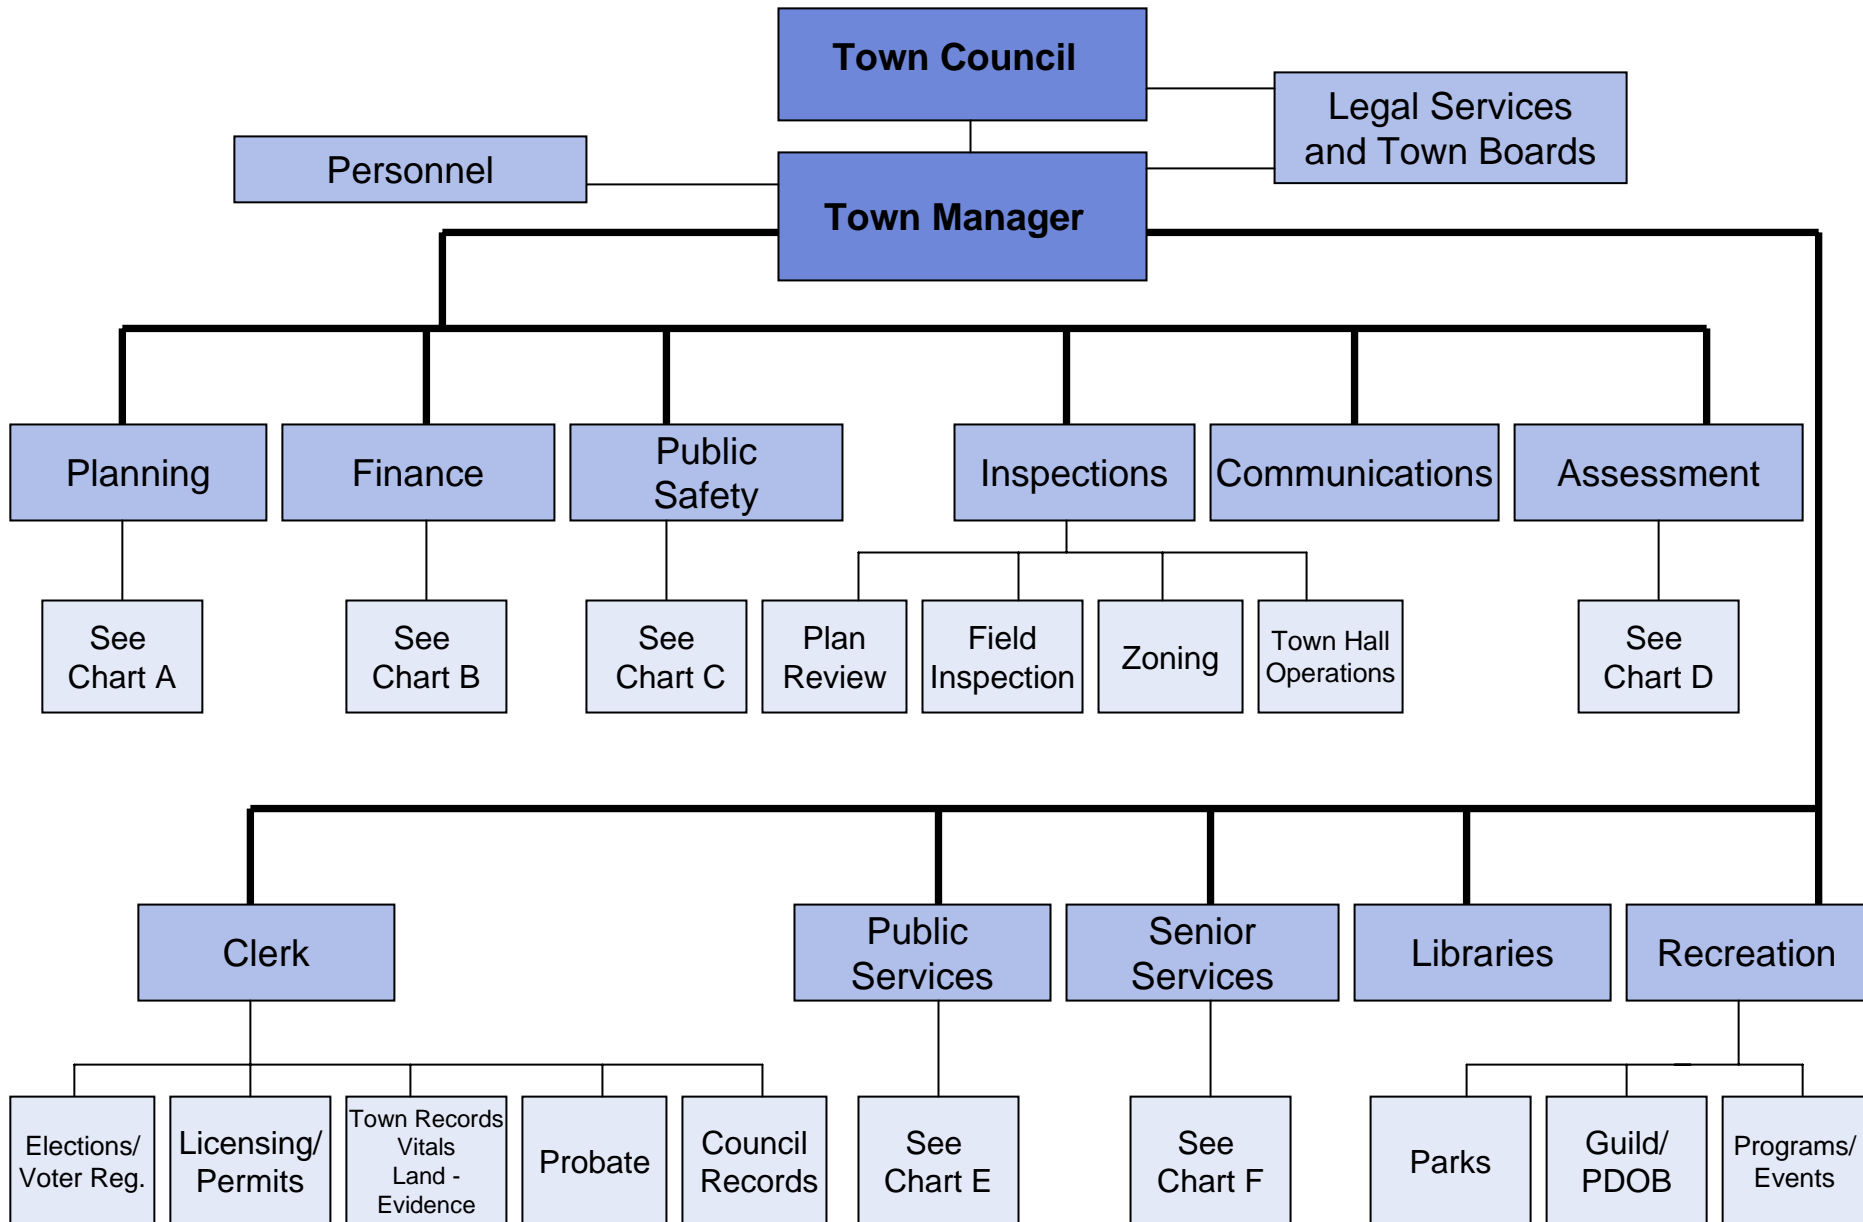 Town Council
Legal Services
and Town Boards
Personnel
Town Manager
Planning
Finance
Public
Safety
Inspections
Communications
Assessment
See
Chart A
See
Chart B
See
Chart C
Plan
Review
Field
Inspection
Zoning
Town Hall
Operations
See
Chart D
Clerk
Public
Services
Senior
Services
Libraries
Recreation
Elections/
Voter Reg.
Licensing/
Permits
Town Records
Vitals
Land -
Evidence
Probate
Council
Records
See
Chart E
See
Chart F
Parks
Guild/
PDOB
Programs/
Events